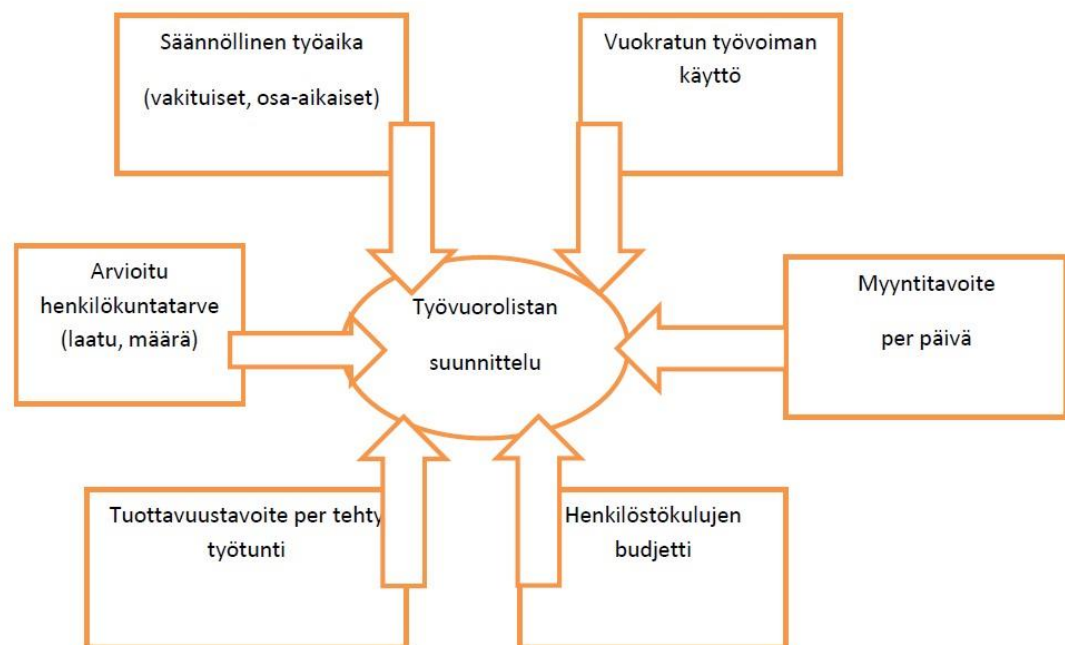 Säännöllinen työaika
(vakituiset, osa-aikaiset)
Vuokratun työvoiman
käyttö
Arvioitu
henkilökuntatarve
(laatu, määrä)
Työvuorolistan
suunnittelu
Myyntitavoite
per päivä
Tuottavuustavoite per tehty
työtunti
Henkilöstökulujen
budjetti